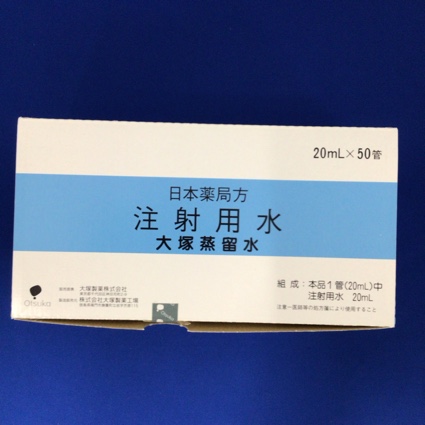 20mL×50管
日本薬局方
注射用水
大塚蒸留水
組成：本品1管(20mL)中
注射用水 20mL
注意－医師等の処方箋により使用すること
Otsuka
大塚製薬株式会社
株式会社大塚製薬工場